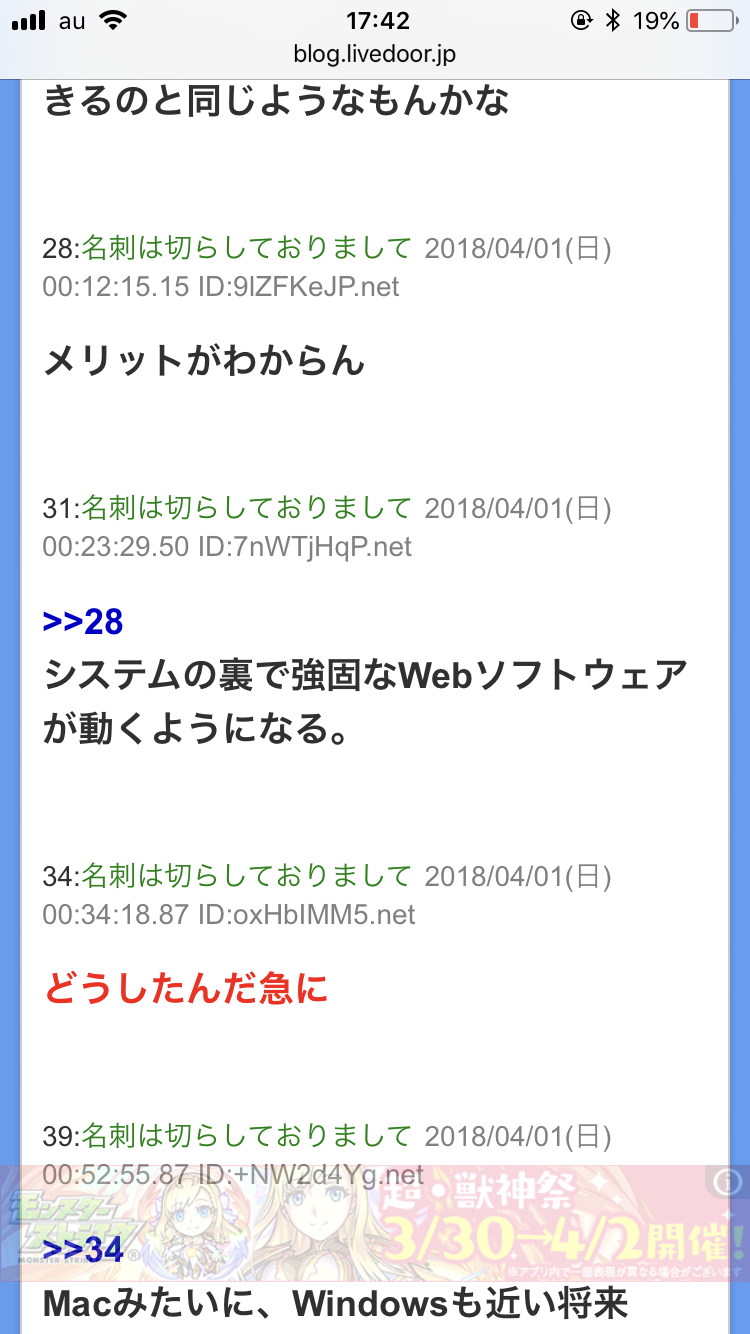 au 17:42 19%
blog.livedoor.jp
きるのと同じようなもんかな
28:名刺は切らしておりまして 2018/04/01(日)
00:12:15.15 ID:9lZFKeJP.net
メリットがわからん
31:名刺は切らしておりまして 2018/04/01(日)
00:23:29.50 ID:7nWTjHqP.net
>>28
システムの裏で強固なWebソフトウェア
が動くようになる。
34:名刺は切らしておりまして 2018/04/01(日)
00:34:18.87 ID:oxHbIMM5.net
どうしたんだ急に
39:名刺は切らしておりまして 2018/04/01(日)
00:52:55.87 ID:+NW2d4Yg.net
モンスター
ストライク
MONSTER STRIKE
超・獣神祭
3/30→4/2開催!
※アプリ内で一部表現が異なる場合がございます
>>34
Macみたいに、Windowsも近い将来